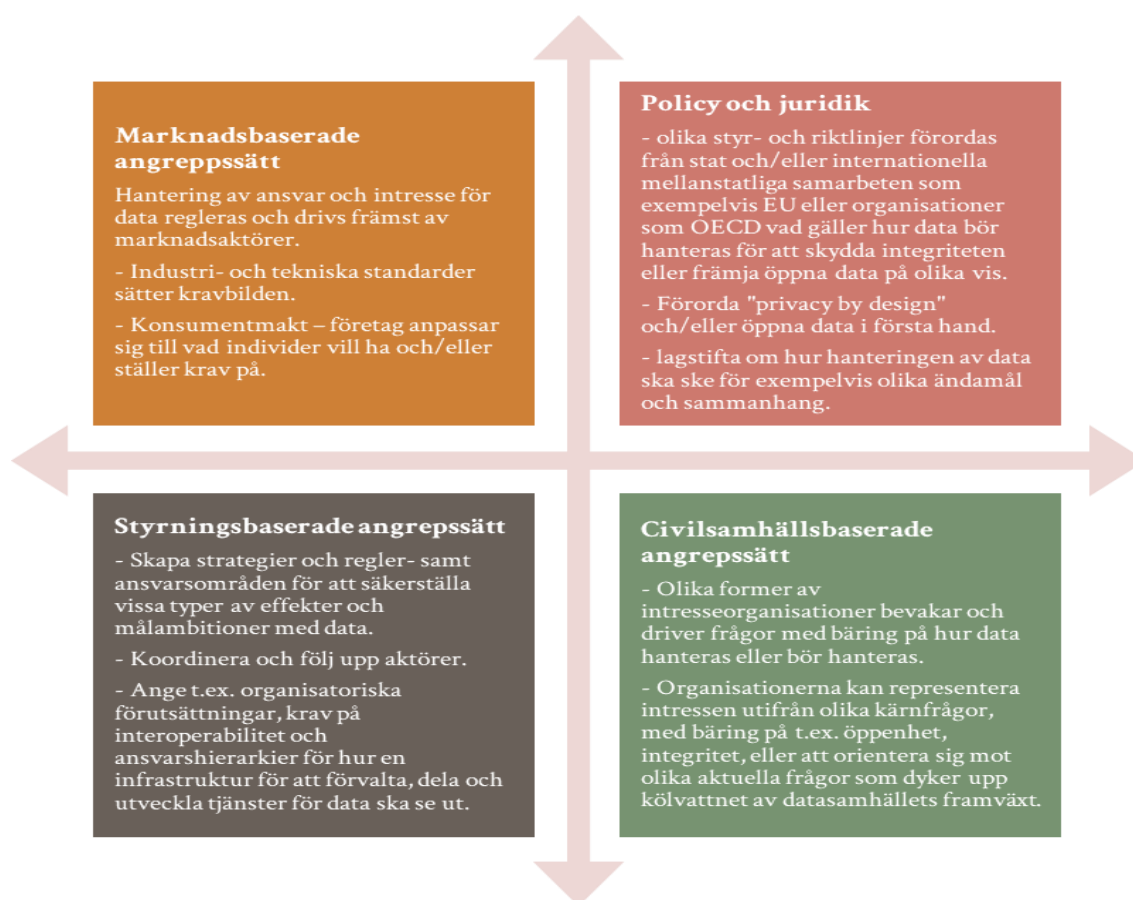 Marknadsbaserade
angreppssätt
Hantering av ansvar och intresse för
data regleras och drivs främst av
marknadsaktörer.
- Industri- och tekniska standarder
sätter kravbilden.
- Konsumentmakt – företag anpassar
sig till vad individer vill ha och/eller
ställer krav på.
Policy och juridik
- olika styr- och riktlinjer förordas
från stat och/eller internationella
mellanstatliga samarbeten som
exempelvis EU eller organisationer
som OECD vad gäller hur data bör
hanteras för att skydda integriteten
eller främja öppna data på olika vis.
- Förorda "privacy by design"
och/eller öppna data i första hand.
- lagstifta om hur hanteringen av data
ska ske för exempelvis olika ändamål
och sammanhang.
Styrningsbaserade angrepssätt
- Skapa strategier och regler- samt
ansvarsområden för att säkerställa
vissa typer av effekter och
målambitioner med data.
- Koordinera och följ upp aktörer.
- Ange t.ex. organisatoriska
förutsättningar, krav på
interoperabilitet och
ansvarshierarkier för hur en
infrastruktur för att förvalta, dela och
utveckla tjänster för data ska se ut.
Civilsamhällsbaserade
angrepssätt
- Olika former av
intresseorganisationer bevakar och
driver frågor med bäring på hur data
hanteras eller bör hanteras.
- Organisationerna kan representera
intressen utifrån olika kärnfrågor,
med bäring på t.ex. öppenhet,
integritet, eller att orientera sig mot
olika aktuella frågor som dyker upp
kölvattnet av datasamhällets framväxt.